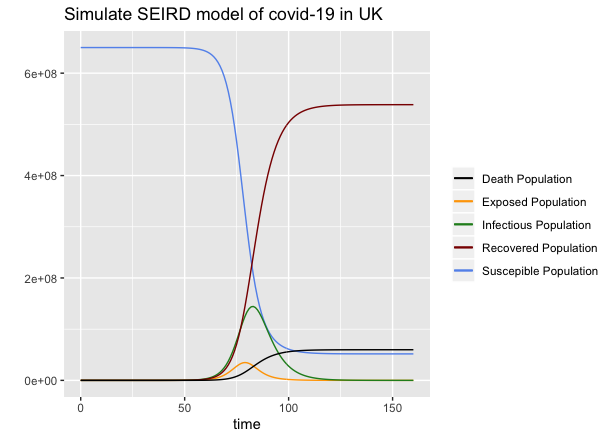 Simulate SEIRD model of covid-19 in UK
6e+08
4e+08
2e+08
0e+00
0
50
100
150
time
Death Population
Exposed Population
Infectious Population
Recovered Population
Suscepible Population